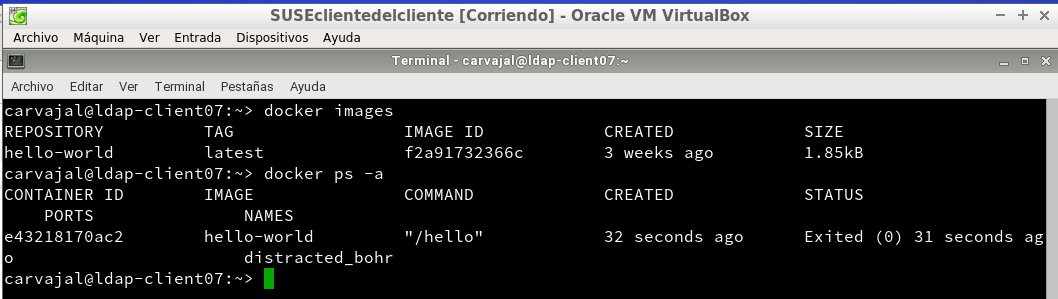 SUSEclientedelcliente [Corriendo] - Oracle VM VirtualBox
Archivo Máquina Ver Entrada Dispositivos Ayuda
Terminal - carvajal@ldap-client07:~
Archivo Editar Ver Terminal Pestañas Ayuda
carvajal@ldap-client07:~> docker images
REPOSITORY TAG IMAGE ID CREATED SIZE
hello-world latest f2a91732366c 3 weeks ago 1.85kB
carvajal@ldap-client07:~> docker ps -a
CONTAINER ID IMAGE COMMAND CREATED STATUS
PORTS NAMES
e43218170ac2 hello-world "/hello" 32 seconds ago Exited (0) 31 seconds ag
o distracted_bohr
carvajal@ldap-client07:~>